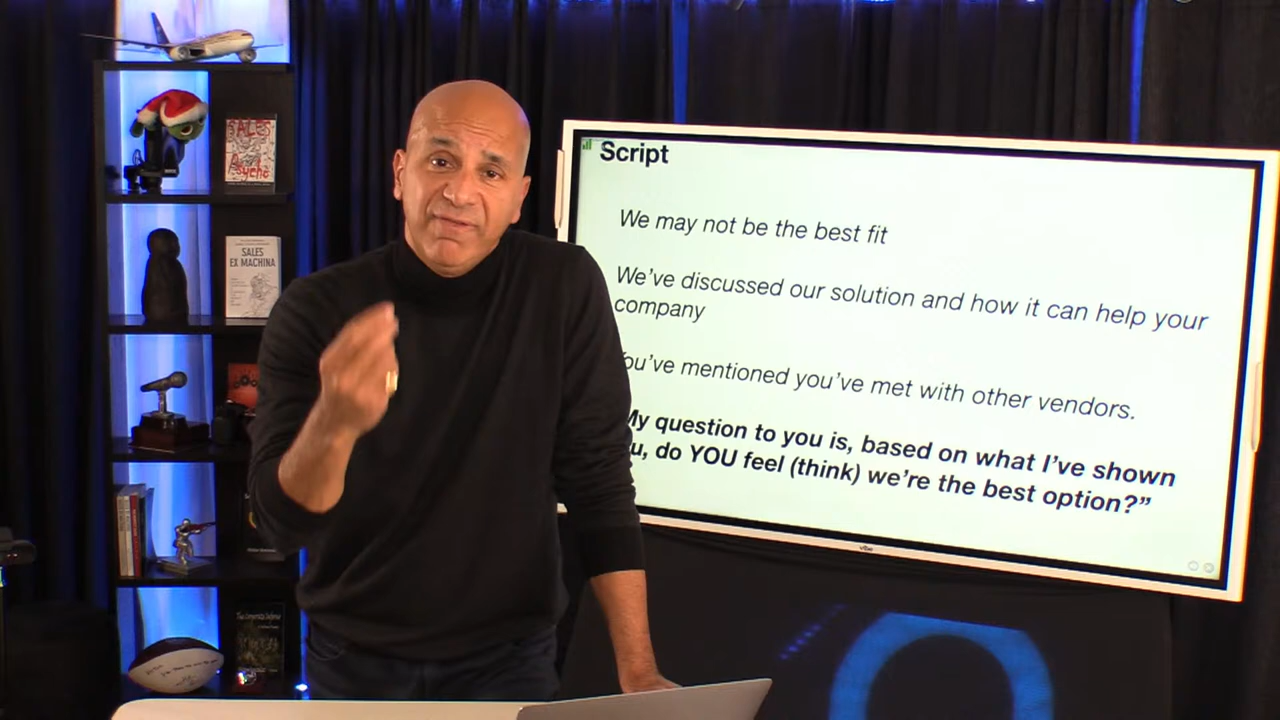 Script
We may not be the best fit
We've discussed our solution and how it can help your
company
ou've mentioned you've met with other vendors.
My question to you is, based on what I've shown
u, do YOU feel (think) we're the best option?"
SALES
Psycho
SALES
EX MACHINA
vibe